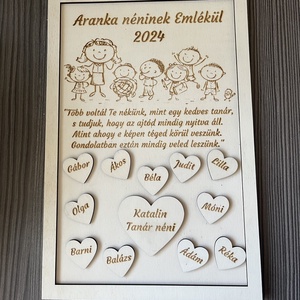 Aranka néninek Emlékül
2024
"Több voltál Te nékünk, mint egy kedves tanár,
s tudjuk, hogy az ajtód mindig nyitva áll.
Mint ahogy e képen téged körül veszünk.
Gondolatban eztán mindig veled leszünk."
Gábor
Ákos
Béla
Judit
Lilla
Olga
Katalin
Tanár néni
Móni
Barni
Balázs
Ádám
Réka